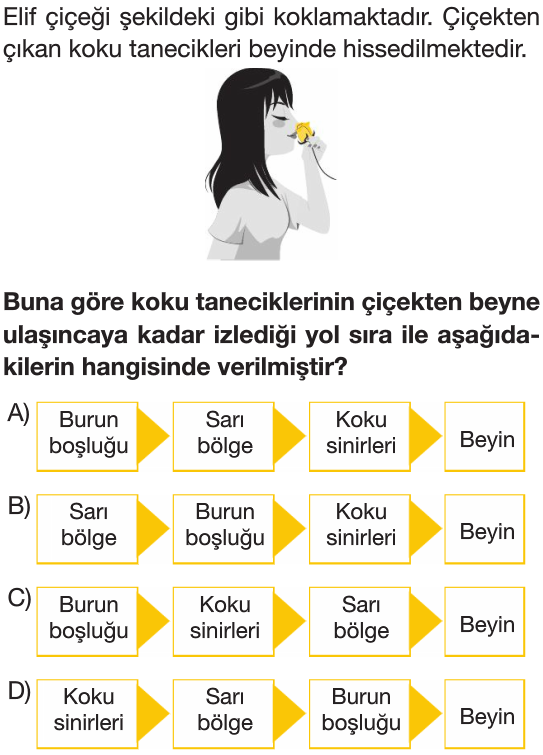 Elif çiçeği şekildeki gibi koklamaktadır. Çiçekten
çıkan koku tanecikleri beyinde hissedilmektedir.
Buna göre koku taneciklerinin çiçekten beyne
ulaşıncaya kadar izlediği yol sıra ile aşağıda-
kilerin hangisinde verilmiştir?
A) Burun boşluğu Sarı bölge Koku sinirleri Beyin
B) Sarı bölge Burun boşluğu Koku sinirleri Beyin
C) Burun boşluğu Koku sinirleri Sarı bölge Beyin
D) Koku sinirleri Sarı bölge Burun boşluğu Beyin